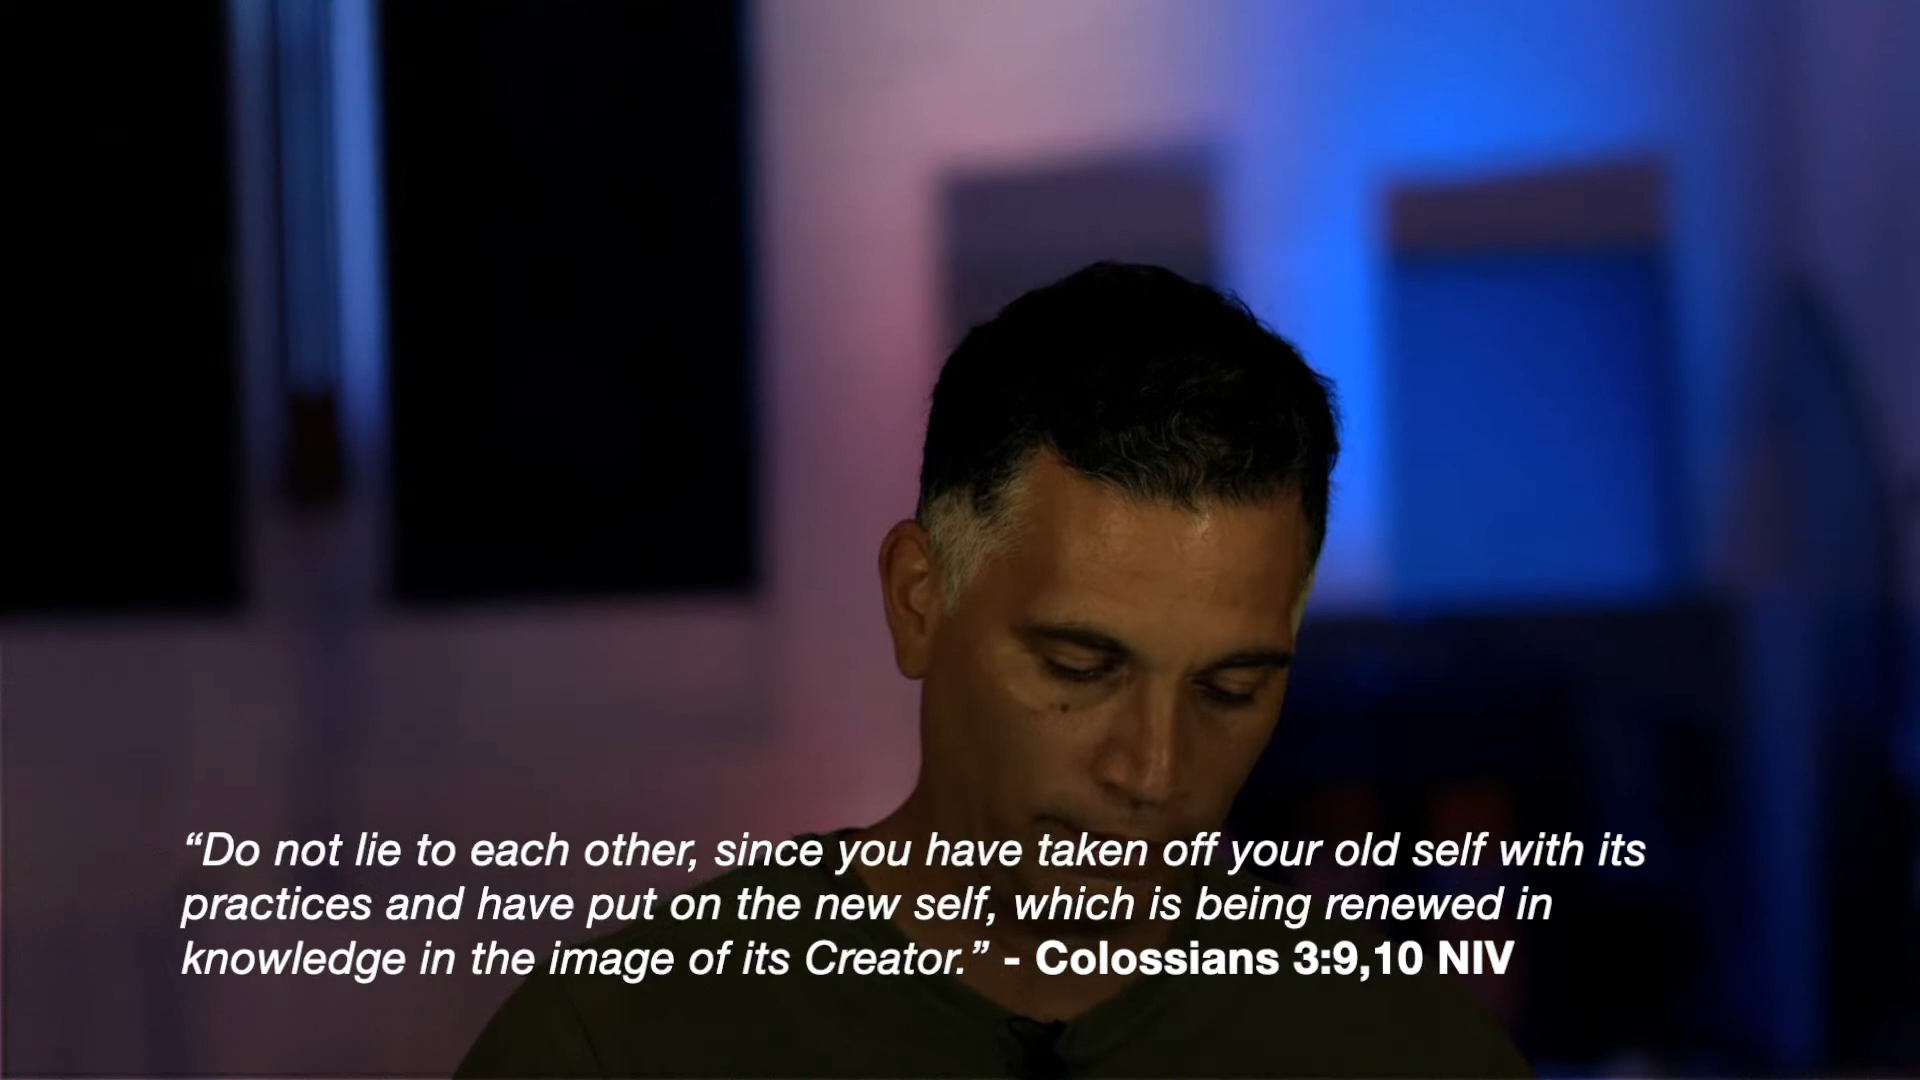 “Do not lie to each other, since you have taken off your old self with its
practices and have put on the new self, which is being renewed in
knowledge in the image of its Creator.” - Colossians 3:9,10 NIV